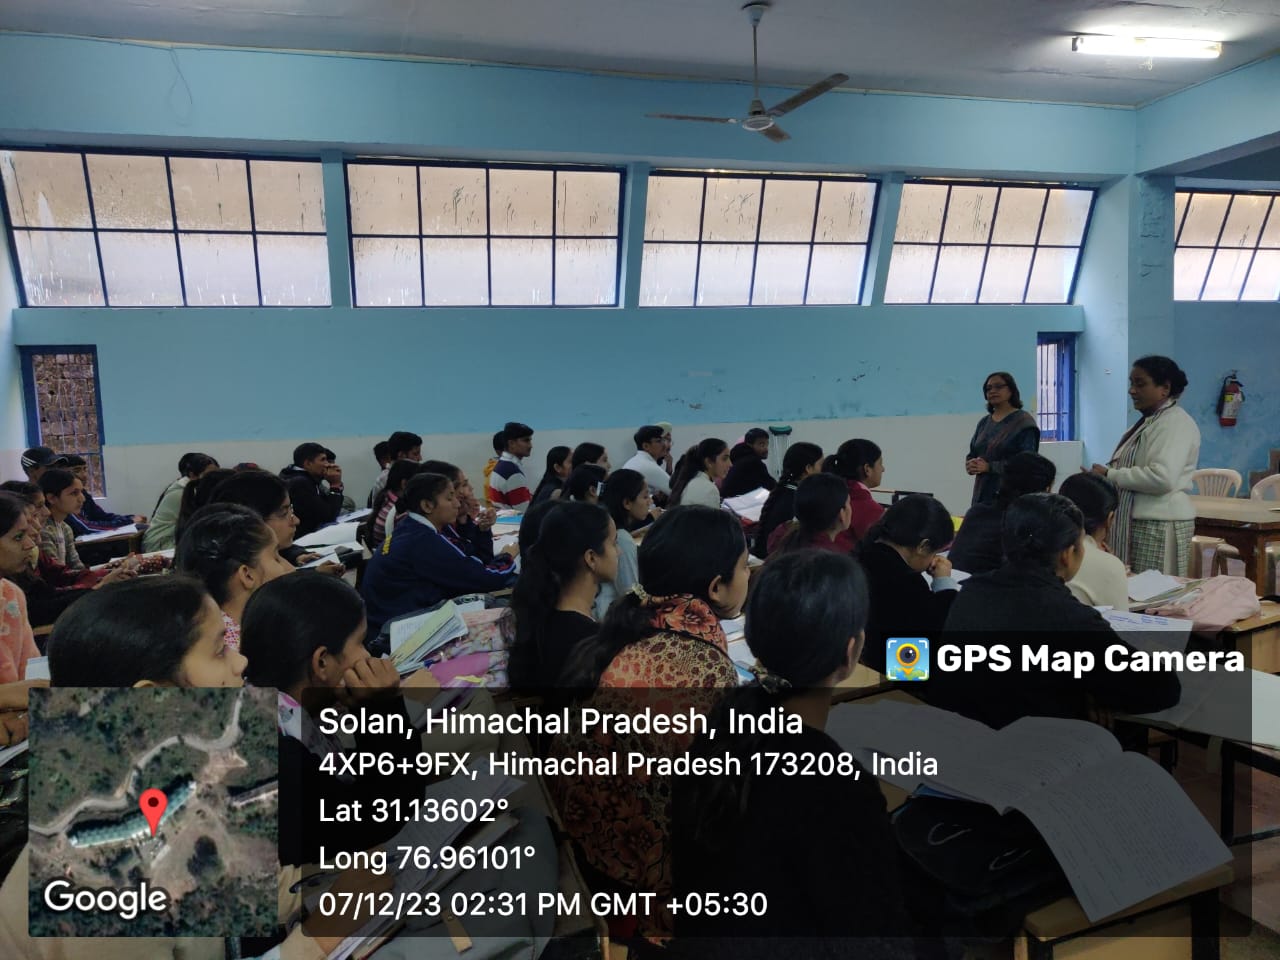 GPS Map Camera
Solan, Himachal Pradesh, India
4XP6+9FX, Himachal Pradesh 173208, India
Lat 31.13602°
Long 76.96101°
07/12/23 02:31 PM GMT +05:30
Google